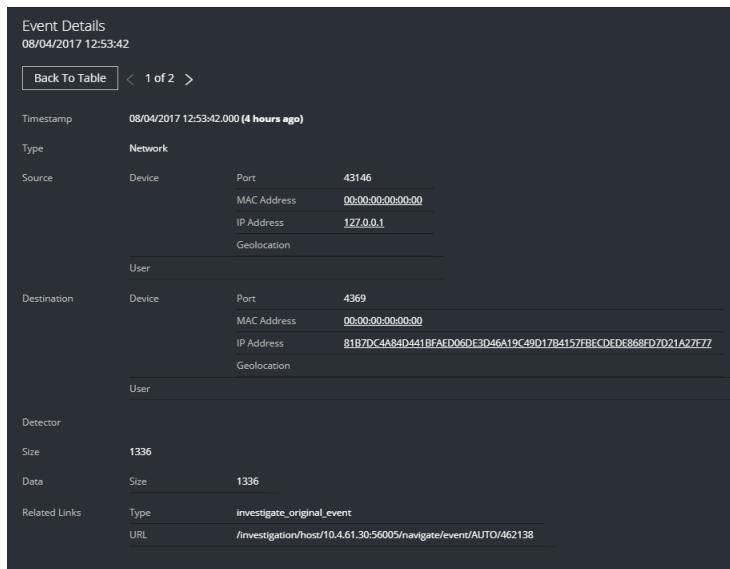 Event Details
08/04/2017 12:53:42
Back To Table < 1 of 2 >
Timestamp 08/04/2017 12:53:42.000 (4 hours ago)
Type Network
Source Device Port 43146
MAC Address 00:00:00:00:00:00
IP Address 127.0.0.1
Geolocation
User
Destination Device Port 4369
MAC Address 00:00:00:00:00:00
IP Address 81B7DC4A84D441BFAED06DE3D46A19C49D17B4157FBECDEDE868FD7D21A27F77
Geolocation
User
Detector
Size 1336
Data Size 1336
Related Links Type investigate_original_event
URL /investigation/host/10.4.61.30:56005/navigate/event/AUTO/462138